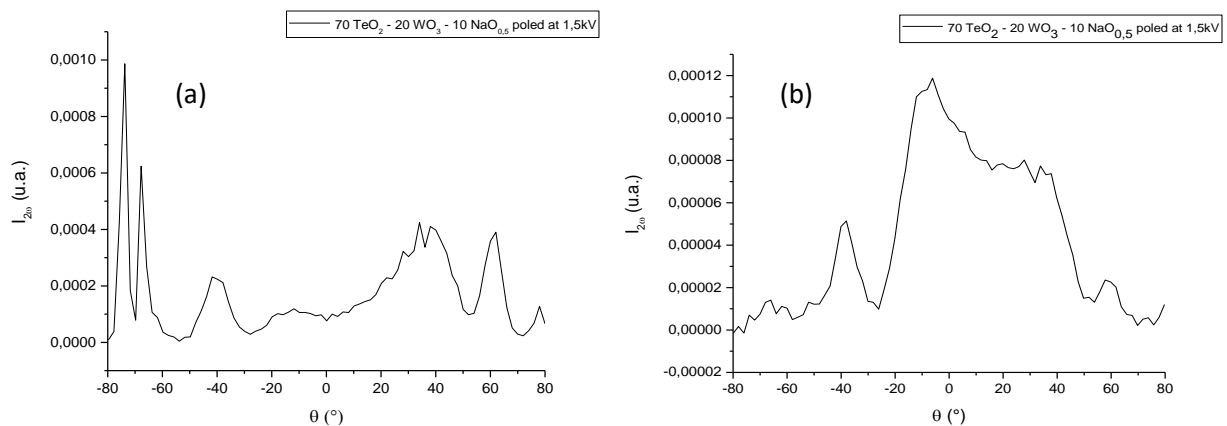 70 TeO₂ - 20 WO₃ - 10 NaO₀,₅ poled at 1,5kV
(a)
0,0010
0,0008
0,0006
0,0004
0,0002
0,0000
I₂ω (u.a.)
-80 -60 -40 -20 0 20 40 60 80
θ (°)
70 TeO₂ - 20 WO₃ - 10 NaO₀,₅ poled at 1,5kV
(b)
0,00012
0,00010
0,00008
0,00006
0,00004
0,00002
0,00000
-0,00002
I₂ω (u.a.)
-80 -60 -40 -20 0 20 40 60 80
θ (°)